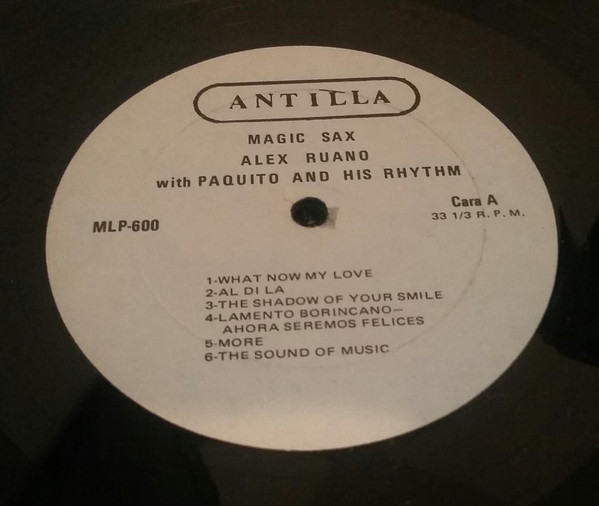 ANTILLA
MAGIC SAX
ALEX RUANO
with PAQUITO AND HIS RHYTHM
MLP-600
Cara A
33 1/3 R.P.M.
1-WHAT NOW MY LOVE
2-AL DI LA
3-THE SHADOW OF YOUR SMILE
4-LAMENTO BORINCANO—
AHORA SEREMOS FELICES
5-MORE
6-THE SOUND OF MUSIC